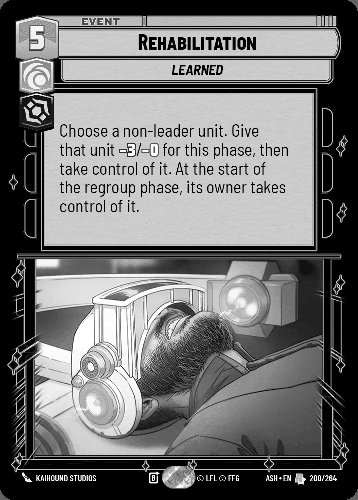 EVENT
5
REHABILITATION
LEARNED
Choose a non-leader unit. Give
that unit -3/-0 for this phase, then
take control of it. At the start of
the regroup phase, its owner takes
control of it.
KAIHOUND STUDIOS
© LFL © FFG
ASH • EN
200/264